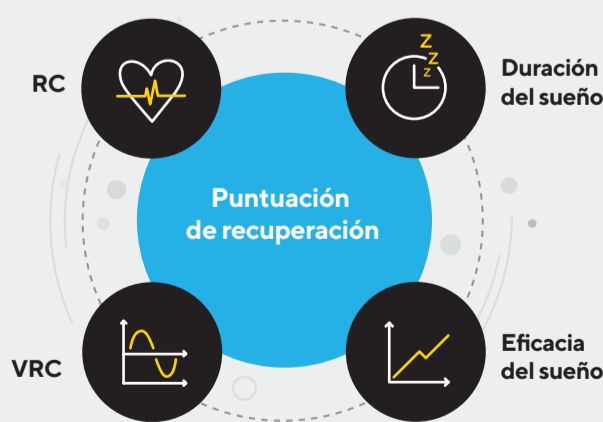 RC
Z
Z
Z
Duración
del sueño
Puntuación
de recuperación
VRC
Eficacia
del sueño